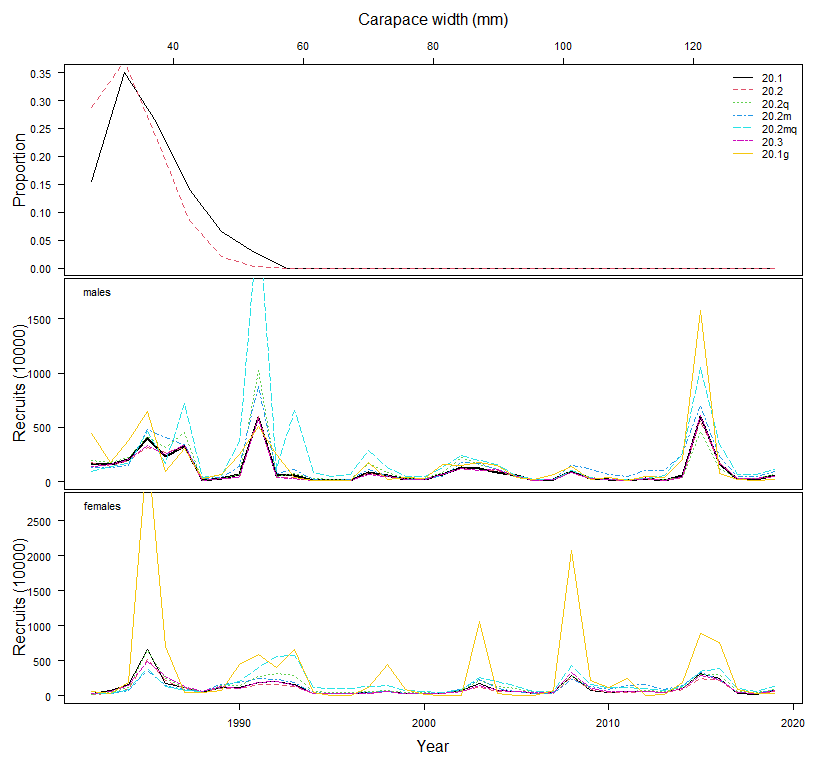 Carapace width (mm)
40 60 80 100 120
Proportion
0.35
0.30
0.25
0.20
0.15
0.10
0.05
0.00
20.1
20.2
20.2q
20.2m
20.2mq
20.3
20.1g
males
Recruits (10000)
1500
1000
500
0
females
Recruits (10000)
2500
2000
1500
1000
500
0
1990 2000 2010 2020
Year